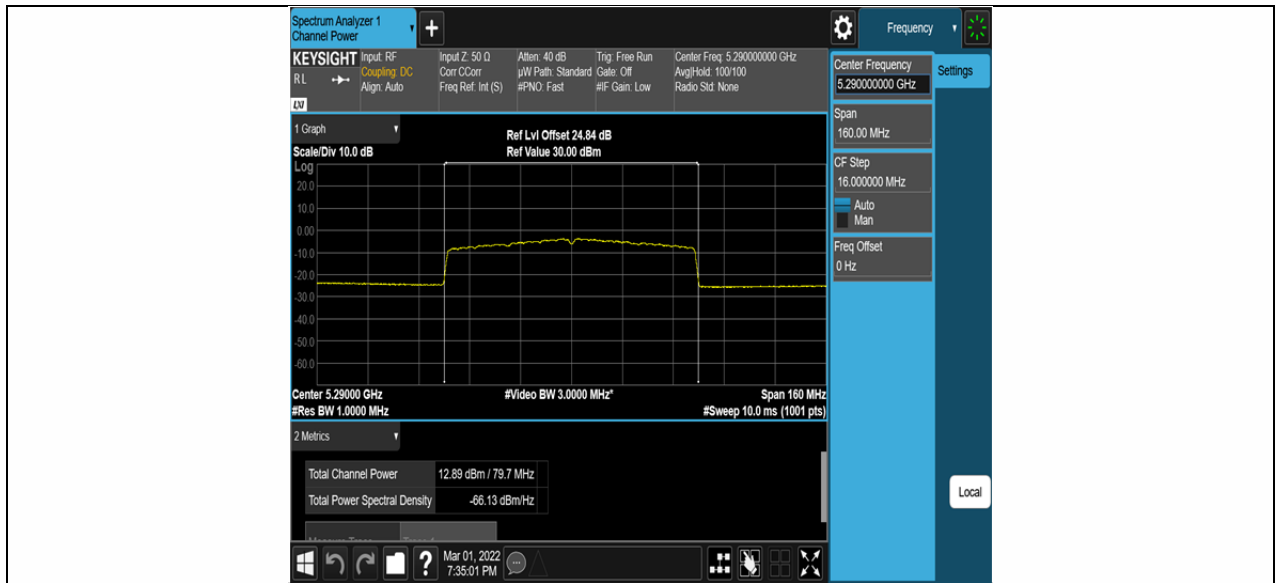 Spectrum Analyzer 1
Channel Power
+
Frequency
KEYSIGHT
RL
LXI
Input: RF
Coupling: DC
Align: Auto
Input Z: 50 Ω
Corr CCorr
Freq Ref: Int (S)
Atten: 40 dB
µW Path: Standard
#PNO: Fast
Trig: Free Run
Gate: Off
#IF Gain: Low
Center Freq: 5.290000000 GHz
Avg|Hold: 100/100
Radio Std: None
Center Frequency
5.290000000 GHz
Settings
Span
160.00 MHz
CF Step
16.000000 MHz
Auto
Man
Freq Offset
0 Hz
Local
1 Graph
Scale/Div 10.0 dB
Ref Lvl Offset 24.84 dB
Ref Value 30.00 dBm
Log
20.0
10.0
0.00
-10.0
-20.0
-30.0
-40.0
-50.0
-60.0
Center 5.29000 GHz
#Video BW 3.0000 MHz*
Span 160 MHz
#Res BW 1.0000 MHz
#Sweep 10.0 ms (1001 pts)
2 Metrics
Total Channel Power 12.89 dBm / 79.7 MHz
Total Power Spectral Density -66.13 dBm/Hz
?
Mar 01, 2022
7:35:01 PM